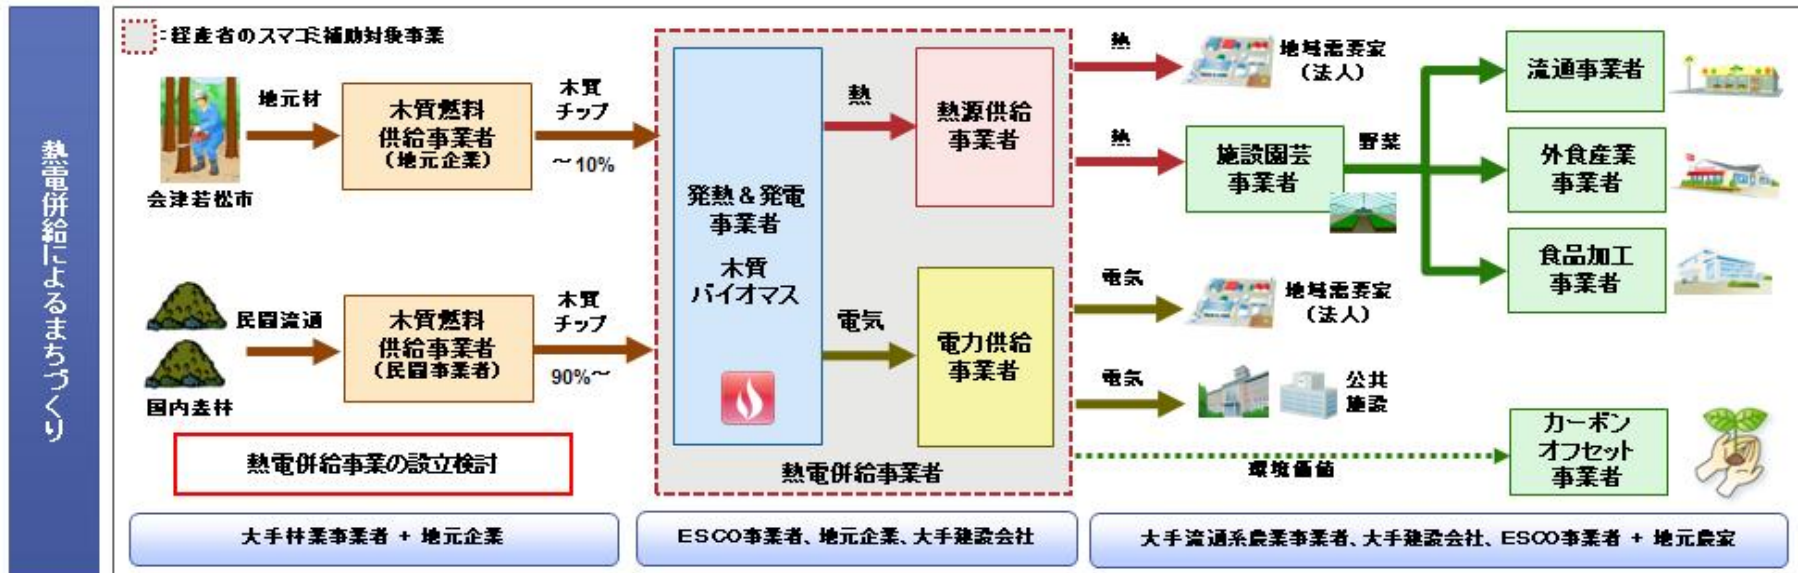 熱電併給によるまちづくり
:経産省のスマコミ補助対象事業
地元材
会津若松市
木質燃料
供給事業者
(地元企業)
木質
チップ
~10%
民間流通
国内森林
木質燃料
供給事業者
(民間事業者)
木質
チップ
90%~
熱電併給事業の設立検討
発熱&発電
事業者
木質
バイオマス
熱
熱源供給
事業者
電気
電力供給
事業者
熱電併給事業者
熱
地域需要家
(法人)
熱
施設園芸
事業者
野菜
流通事業者
外食産業
事業者
食品加工
事業者
電気
地域需要家
(法人)
電気
公共
施設
環境価値
カーボン
オフセット
事業者
大手林業事業者 + 地元企業
ESCO事業者、地元企業、大手建設会社
大手流通系農業事業者、大手建設会社、ESCO事業者 + 地元農家